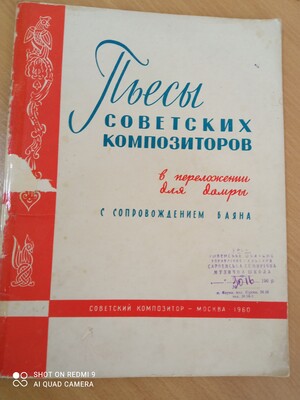 Пьесы
СОВЕТСКИХ
КОМПОЗИТОРОВ
в переложении
для домры
С СОПРОВОЖДЕНИЕМ БАЯНА
СОВЕТСКИЙ КОМПОЗИТОР — МОСКВА 1960
SHOT ON REDMI 9
AI QUAD CAMERA